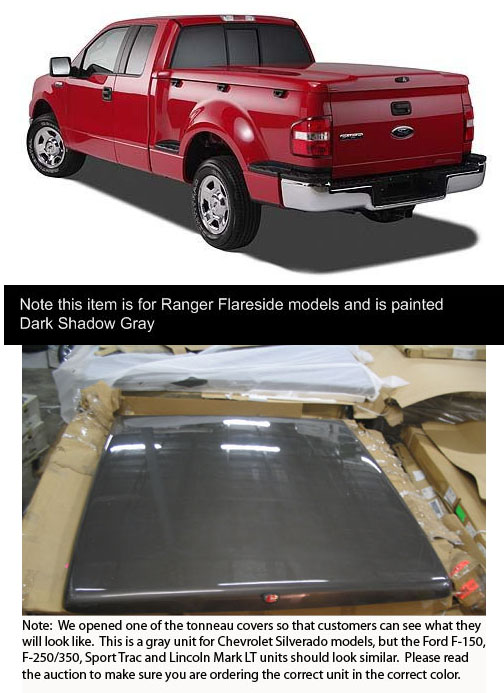 Note this item is for Ranger Flareside models and is painted
Dark Shadow Gray
Note: We opened one of the tonneau covers so that customers can see what they
will look like. This is a gray unit for Chevrolet Silverado models, but the Ford F-150,
F-250/350, Sport Trac and Lincoln Mark LT units should look similar. Please read
the auction to make sure you are ordering the correct unit in the correct color.